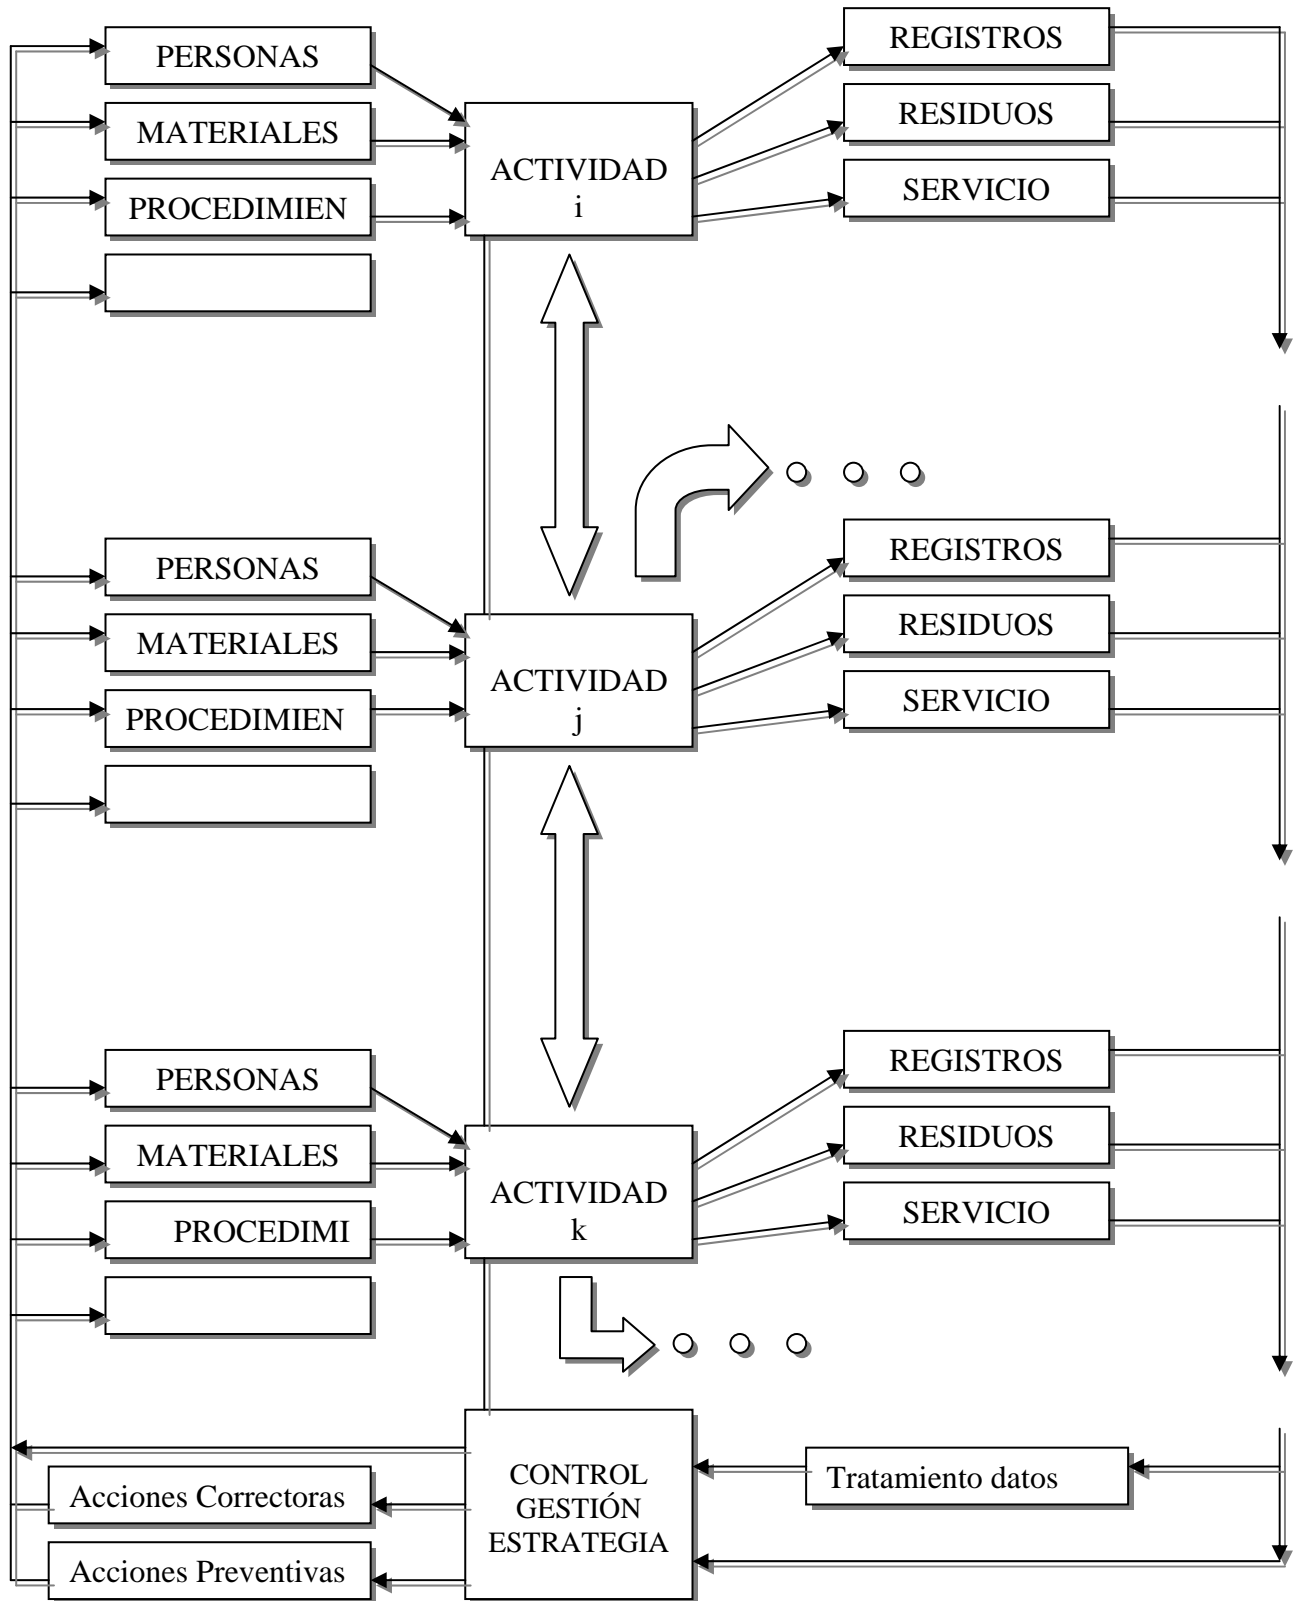 PERSONAS
MATERIALES
PROCEDIMIEN
ACTIVIDAD
i
REGISTROS
RESIDUOS
SERVICIO
PERSONAS
MATERIALES
PROCEDIMIEN
ACTIVIDAD
j
REGISTROS
RESIDUOS
SERVICIO
PERSONAS
MATERIALES
PROCEDIMI
ACTIVIDAD
k
REGISTROS
RESIDUOS
SERVICIO
Acciones Correctoras
Acciones Preventivas
CONTROL
GESTIÓN
ESTRATEGIA
Tratamiento datos